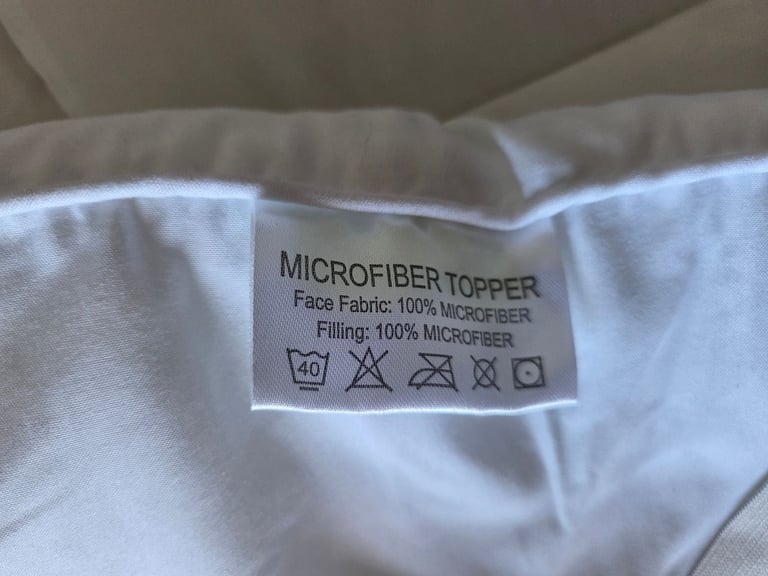 MICROFIBER TOPPER
Face Fabric: 100% MICROFIBER
Filling: 100% MICROFIBER
40